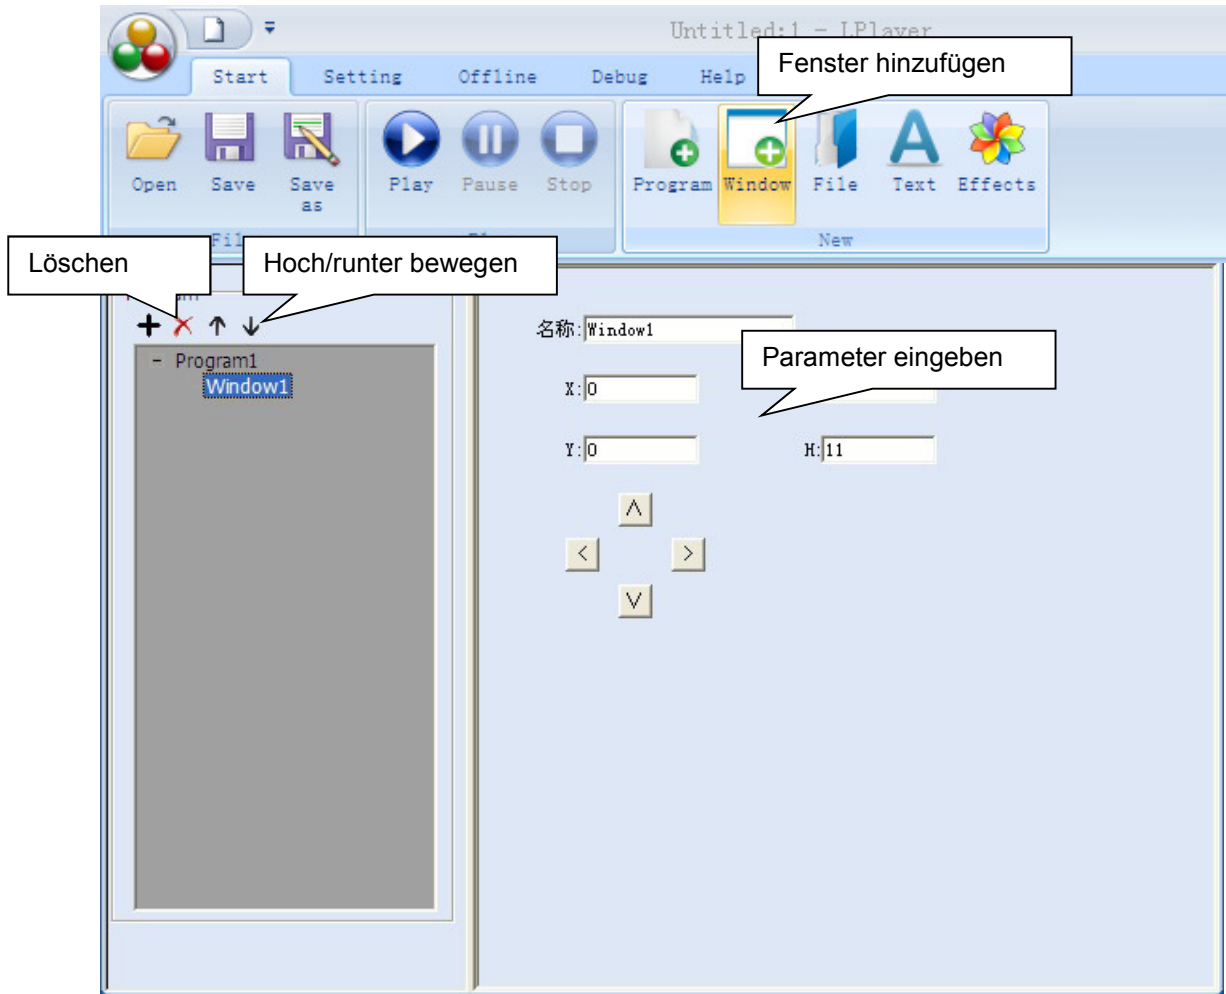 Untitled:1 - LPlayer
Fenster hinzufügen
Start Setting Offline Debug Help
Open Save Save as Play Pause Stop Program Window File Text Effects
New
Löschen
Hoch/runter bewegen
- Program1
Window1
名称: Window1
Parameter eingeben
X: 0
Y: 0 H: 11